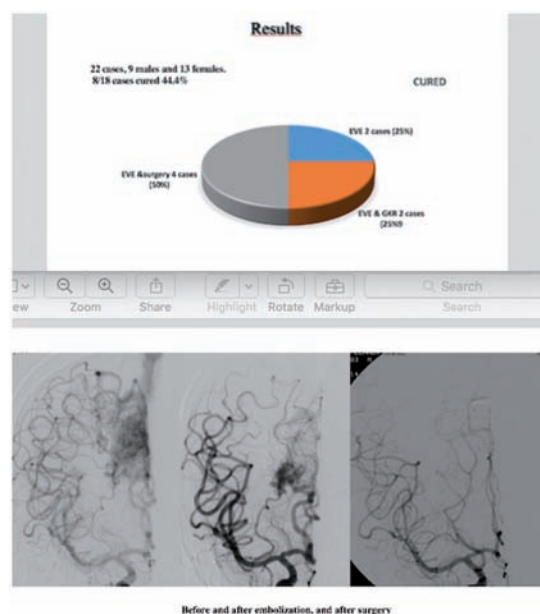 Results
22 cases, 9 males and 13 females.
8/18 cases cured 44.4%
CURED
EVE 2 cases (25%)
EVE &surgery 4 cases
(50%)
EVE & GKR 2 cases
(25%)
Zoom
Share
Highlight
Rotate
Markup
Search
Search
Before and after embolization, and after surgery